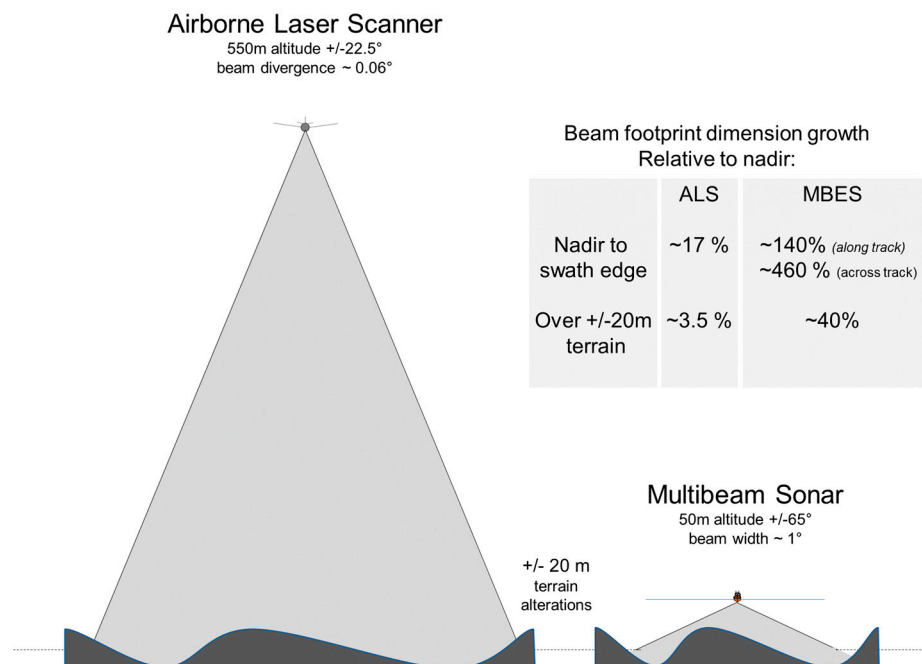 Airborne Laser Scanner
550m altitude +/-22.5°
beam divergence ~ 0.06°
Beam footprint dimension growth
Relative to nadir:
ALS MBES
Nadir to ~17 % ~140% (along track)
swath edge ~460 % (across track)
Over +/-20m ~3.5 % ~40%
terrain
Multibeam Sonar
50m altitude +/-65°
beam width ~ 1°
+/- 20 m
terrain
alterations